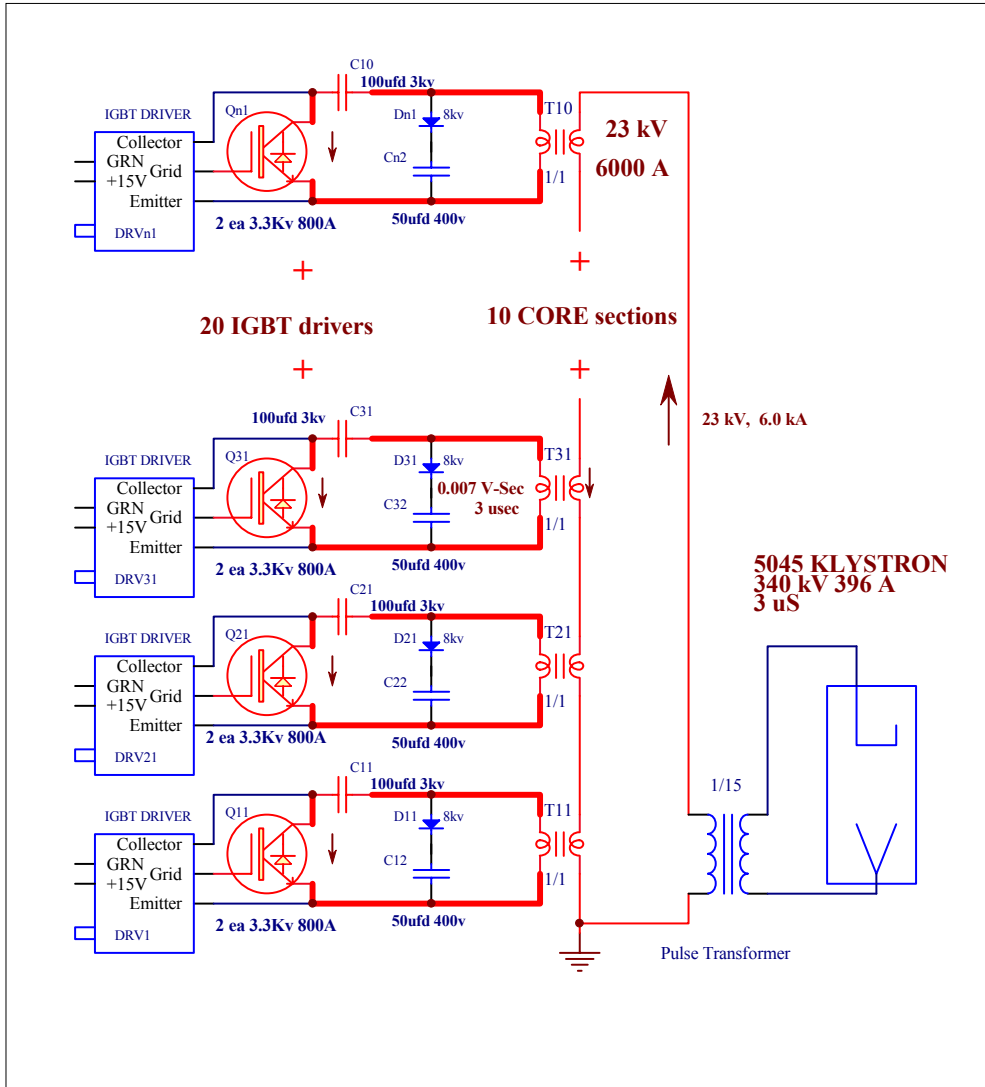 C10
100ufd 3kv
IGBT DRIVER
Collector
GRN
Grid
+15V
Emitter
DRVn1
Qn1
2 ea 3.3Kv 800A
Dn1
8kv
Cn2
50ufd 400v
T10
1/1
23 kV
6000 A
+
+
20 IGBT drivers
10 CORE sections
+
+
23 kV, 6.0 kA
C31
100ufd 3kv
IGBT DRIVER
Collector
GRN
Grid
+15V
Emitter
DRV31
Q31
2 ea 3.3Kv 800A
D31
8kv
0.007 V-Sec
3 usec
C32
50ufd 400v
T31
1/1
5045 KLYSTRON
340 kV 396 A
3 uS
C21
100ufd 3kv
IGBT DRIVER
Collector
GRN
Grid
+15V
Emitter
DRV21
Q21
2 ea 3.3Kv 800A
D21
8kv
C22
50ufd 400v
T21
1/1
C11
100ufd 3kv
IGBT DRIVER
Collector
GRN
Grid
+15V
Emitter
DRV1
Q11
2 ea 3.3Kv 800A
D11
8kv
C12
50ufd 400v
T11
1/1
1/15
Pulse Transformer